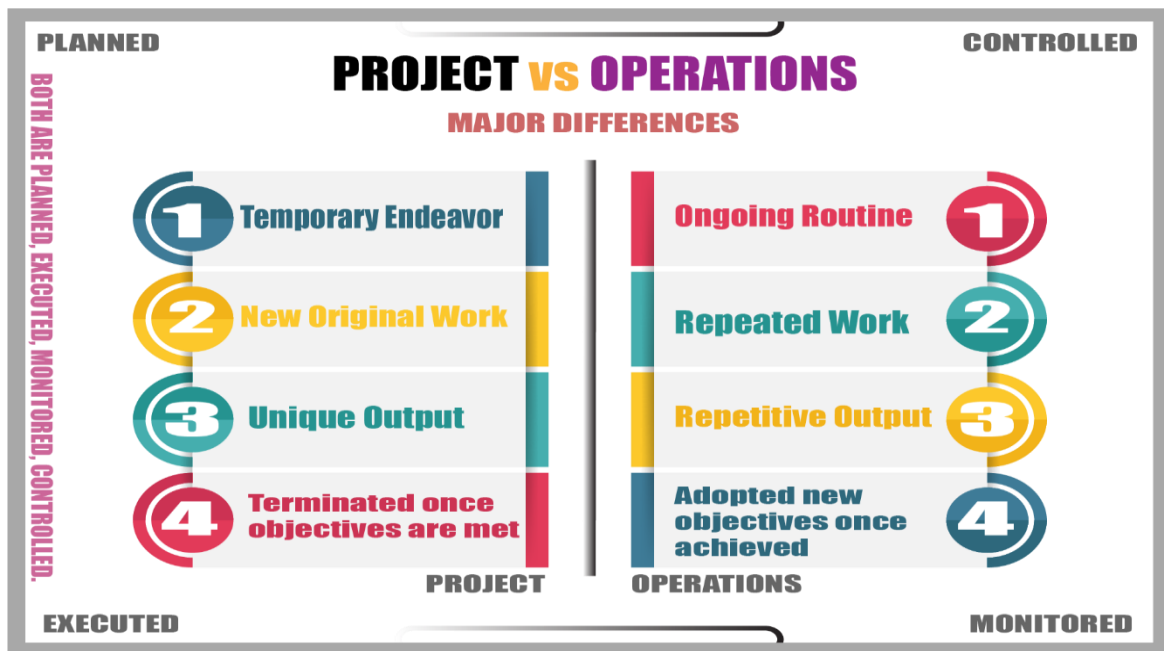 PLANNED
CONTROLLED
PROJECT vs OPERATIONS
MAJOR DIFFERENCES
BOTH ARE PLANNED, EXECUTED, MONITORED, CONTROLLED.
1 Temporary Endeavor
2 New Original Work
3 Unique Output
4 Terminated once
objectives are met
PROJECT
Ongoing Routine 1
Repeated Work 2
Repetitive Output 3
Adopted new
objectives once
achieved 4
OPERATIONS
EXECUTED
MONITORED